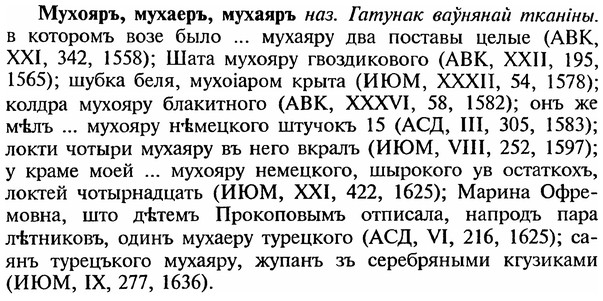 Мухояръ, мухаеръ, мухаяръ наз. Гатунак ваўнянай тканіны.
в которомъ возе было ... мухаяру два поставы целые (АВК,
XXI, 342, 1558); Шата мухояру гвоздикового (АВК, XXII, 195,
1565); шубка беля, мухоіаром крыта (ИЮМ, XXXII, 54, 1578);
колдра мухояру блакитного (АВК, XXXVI, 58, 1582); онъ же
мѣлъ ... мухояру нѣмецкого штучокъ 15 (АСД, III, 305, 1583);
локти чотыри мухаяру въ него вкралъ (ИЮМ, VIII, 252, 1597);
у краме моей ... мухояру немецкого, шырокого ув остаткохъ,
локтей чотырнадцать (ИЮМ, XXI, 422, 1625); Марина Офре-
мовна, што дѣтемъ Прокоповымъ отписала, напродъ пара
лѣтниковъ, одинъ мухаеру турецкого (АСД, VI, 216, 1625); са-
янъ турецъкого мухаяру, жупанъ зъ серебряными кгузиками
(ИЮМ, IX, 277, 1636).